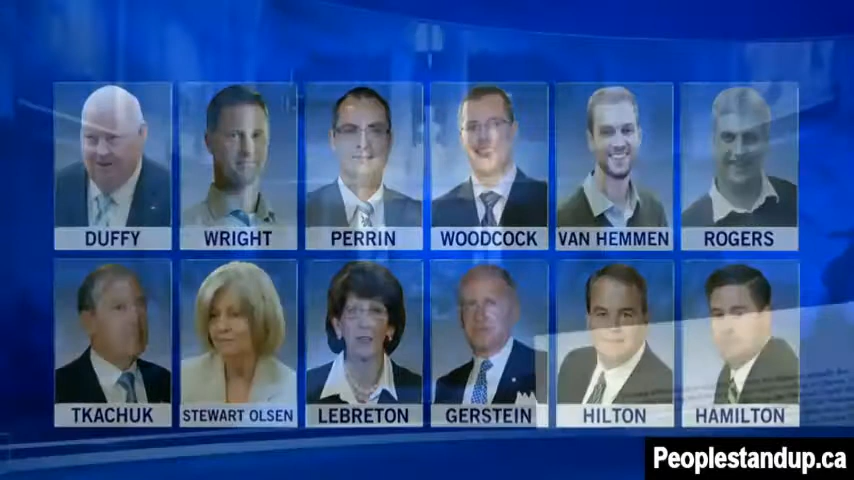 DUFFY
WRIGHT
PERRIN
WOODCOCK
VAN HEMMEN
ROGERS
TKACHUK
STEWART OLSEN
LEBRETON
GERSTEIN
HILTON
HAMILTON
Peoplestandup.ca